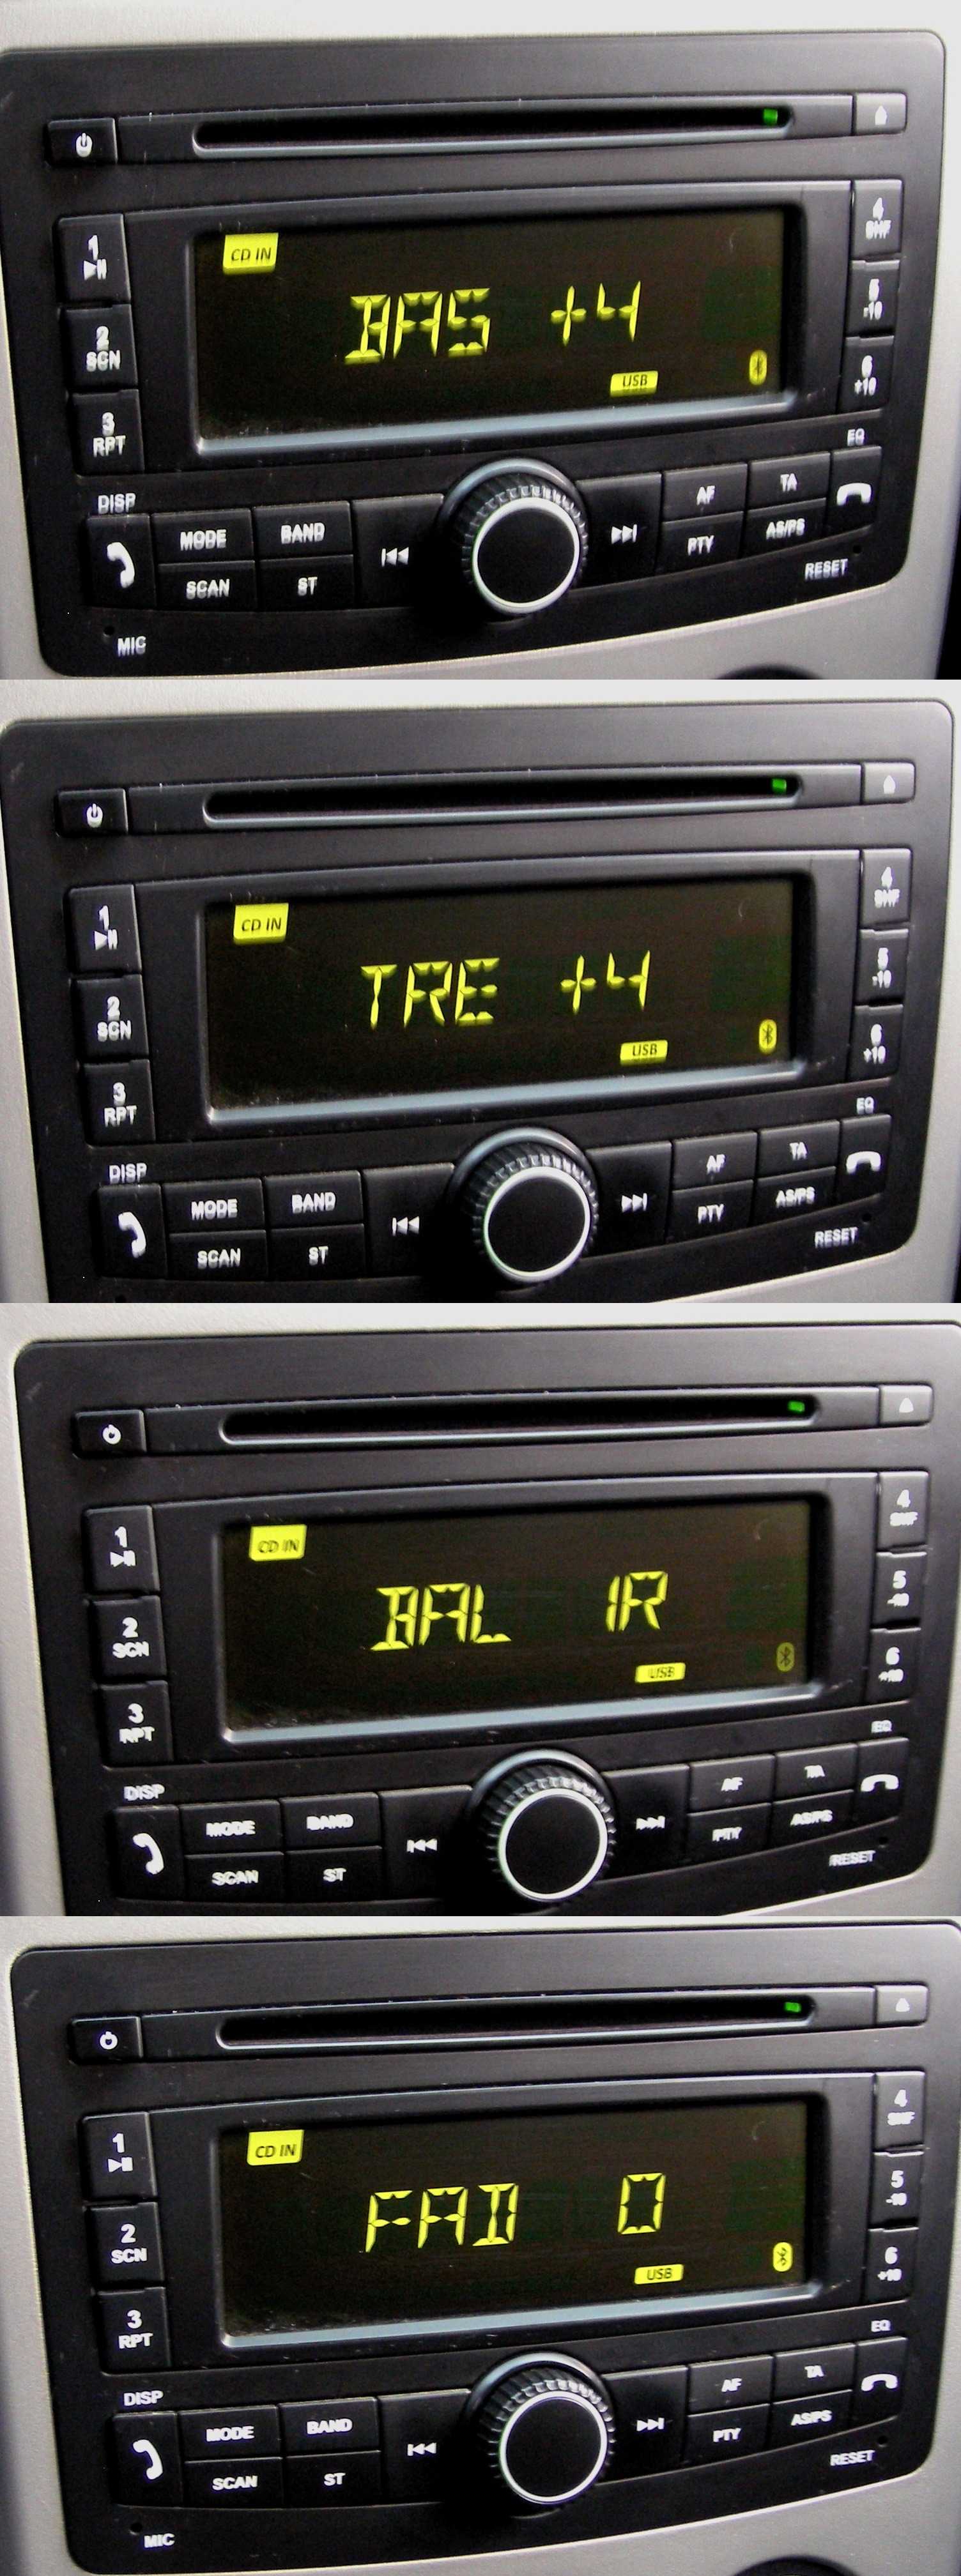 CD IN
BAS +4
USB
1
2
SCN
3
RPT
4
SHF
5
-10
6
+10
EQ
DISP
MODE
BAND
SCAN
ST
AF
TA
PTY
AS/PS
RESET
MIC
CD IN
TRE +4
USB
1
2
SCN
3
RPT
4
SHF
5
-10
6
+10
EQ
DISP
MODE
BAND
SCAN
ST
AF
TA
PTY
AS/PS
RESET
CD IN
BAL 1R
USB
1
2
SCN
3
RPT
4
SHF
5
-10
6
+10
EQ
DISP
MODE
BAND
SCAN
ST
AF
TA
PTY
AS/PS
RESET
CD IN
FAD 0
USB
1
2
SCN
3
RPT
4
SHF
5
-10
6
+10
EQ
DISP
MODE
BAND
SCAN
ST
AF
TA
PTY
AS/PS
RESET
MIC